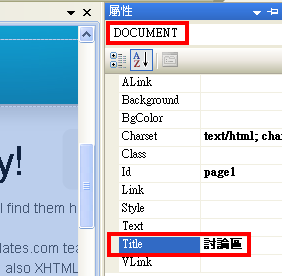 屬性
DOCUMENT
ALink
Background
BgColor
Charset text/html; cha
Class
Id page1
Link
Style
Text
Title 討論區
VLink
y!
l find them h
lates.com tea
also XHTML